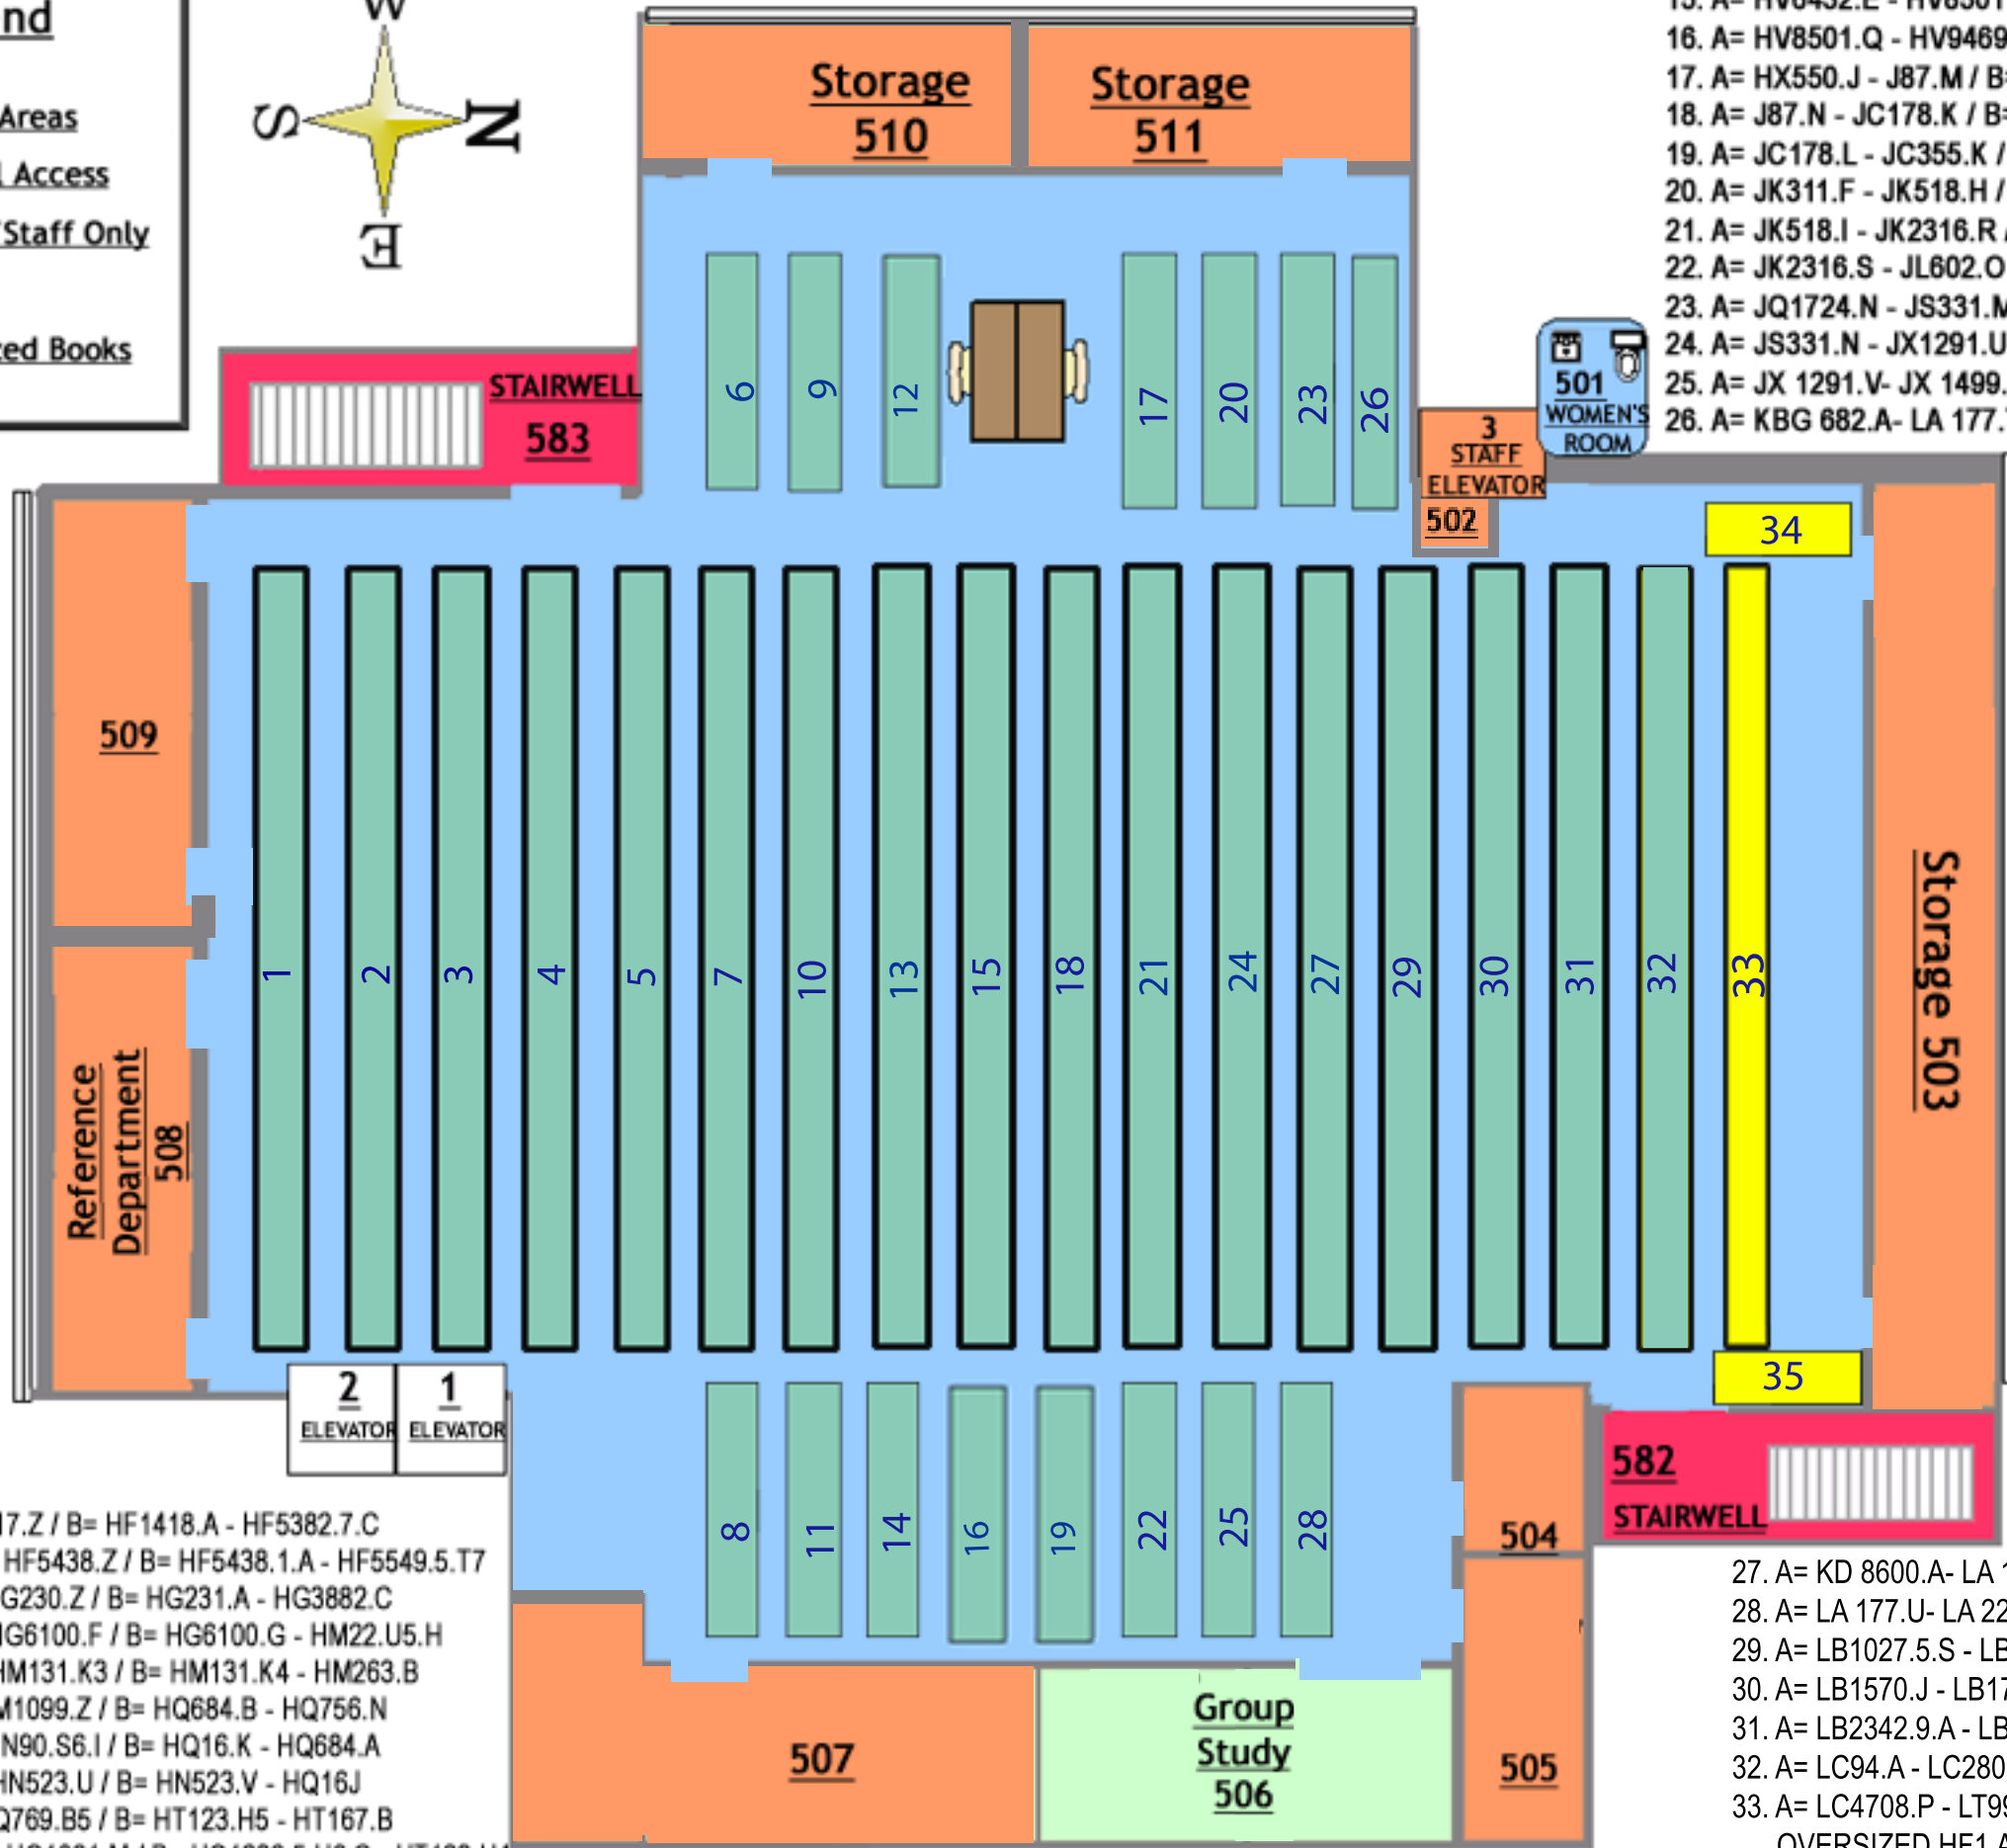 nd
Areas
Access
Staff Only
ed Books
W
S
N
E
Storage
510
Storage
511
16. A= HV8501.Q - HV9469
17. A= HX550.J - J87.M / B=
18. A= J87.N - JC178.K / B=
19. A= JC178.L - JC355.K /
20. A= JK311.F - JK518.H /
21. A= JK518.I - JK2316.R
22. A= JK2316.S - JL602.O
23. A= JQ1724.N - JS331.M
24. A= JS331.N - JX1291.U
25. A= JX 1291.V- JX 1499.
26. A= KBG 682.A- LA 177.
STAIRWELL
583
6
9
12
17
20
23
26
3
STAFF
ELEVATOR
502
501
WOMEN'S
ROOM
34
509
Reference
Department
508
1
2
3
4
5
7
10
13
15
18
21
24
27
29
30
31
32
33
Storage 503
35
2
ELEVATOR
1
ELEVATOR
8
11
14
16
19
22
25
28
504
582
STAIRWELL
505
507
Group
Study
506
17.Z / B= HF1418.A - HF5382.7.C
HF5438.Z / B= HF5438.1.A - HF5549.5.T7
G230.Z / B= HG231.A - HG3882.C
HG6100.F / B= HG6100.G - HM22.U5.H
HM131.K3 / B= HM131.K4 - HM263.B
M1099.Z / B= HQ684.B - HQ756.N
N90.S6.I / B= HQ16.K - HQ684.A
HN523.U / B= HN523.V - HQ16J
Q769.B5 / B= HT123.H5 - HT167.B
27. A= KD 8600.A- LA 1
28. A= LA 177.U- LA 22
29. A= LB1027.5.S - LB
30. A= LB1570.J - LB17
31. A= LB2342.9.A - LB
32. A= LC94.A - LC280
33. A= LC4708.P - LT99
OVERSIZED HF1.A